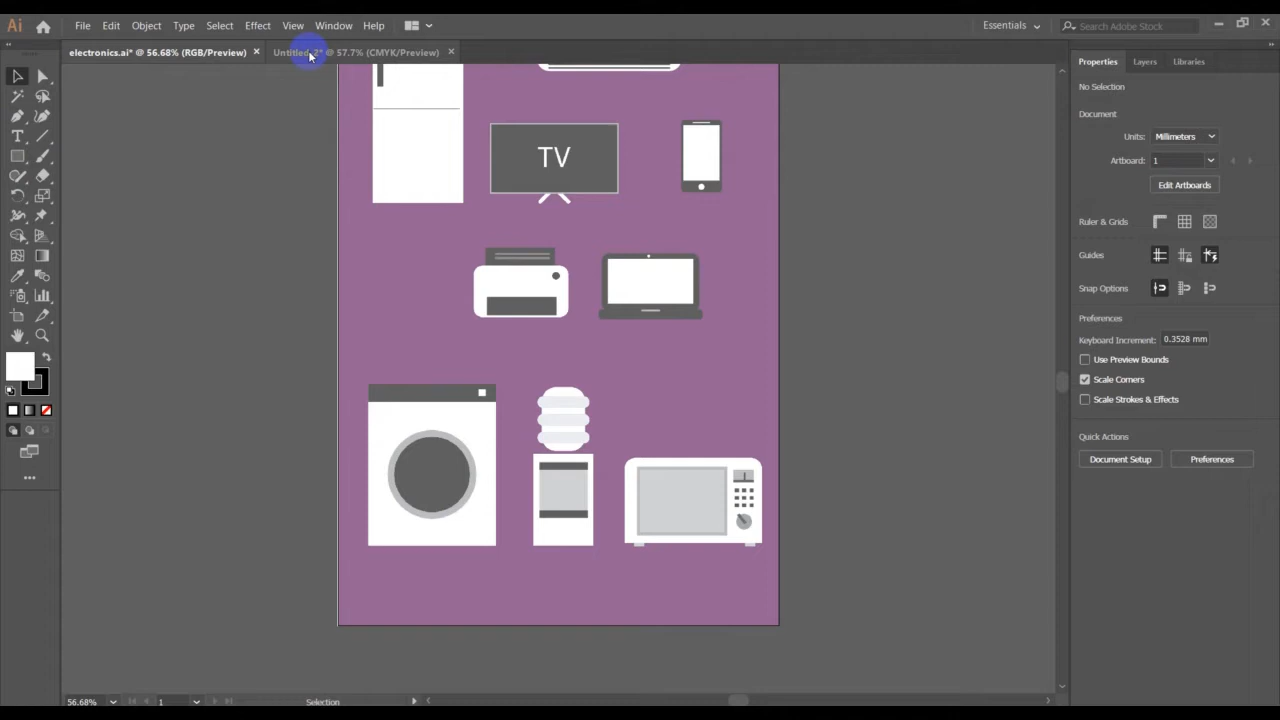 Ai File Edit Object Type Select Effect View Window Help Essentials Search Adobe Stock
electronics.ai* @ 56.68% (RGB/Preview) × Untitled-2* @ 57.7% (CMYK/Preview) ×
Properties Layers Libraries
No Selection
Document
Units: Millimeters
Artboard: 1
Edit Artboards
Ruler & Grids
Guides
Snap Options
Preferences
Keyboard Increment: 0.3528 mm
Use Preview Bounds
Scale Corners
Scale Strokes & Effects
Quick Actions
Document Setup Preferences
TV
56.68% 1 Selection